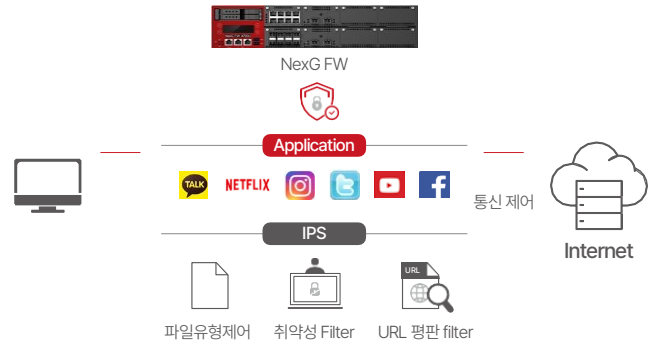 NexG FW
Application
TALK
NETFLIX
통신 제어
Internet
IPS
URL
파일유형제어
취약성 Filter
URL 평판 filter